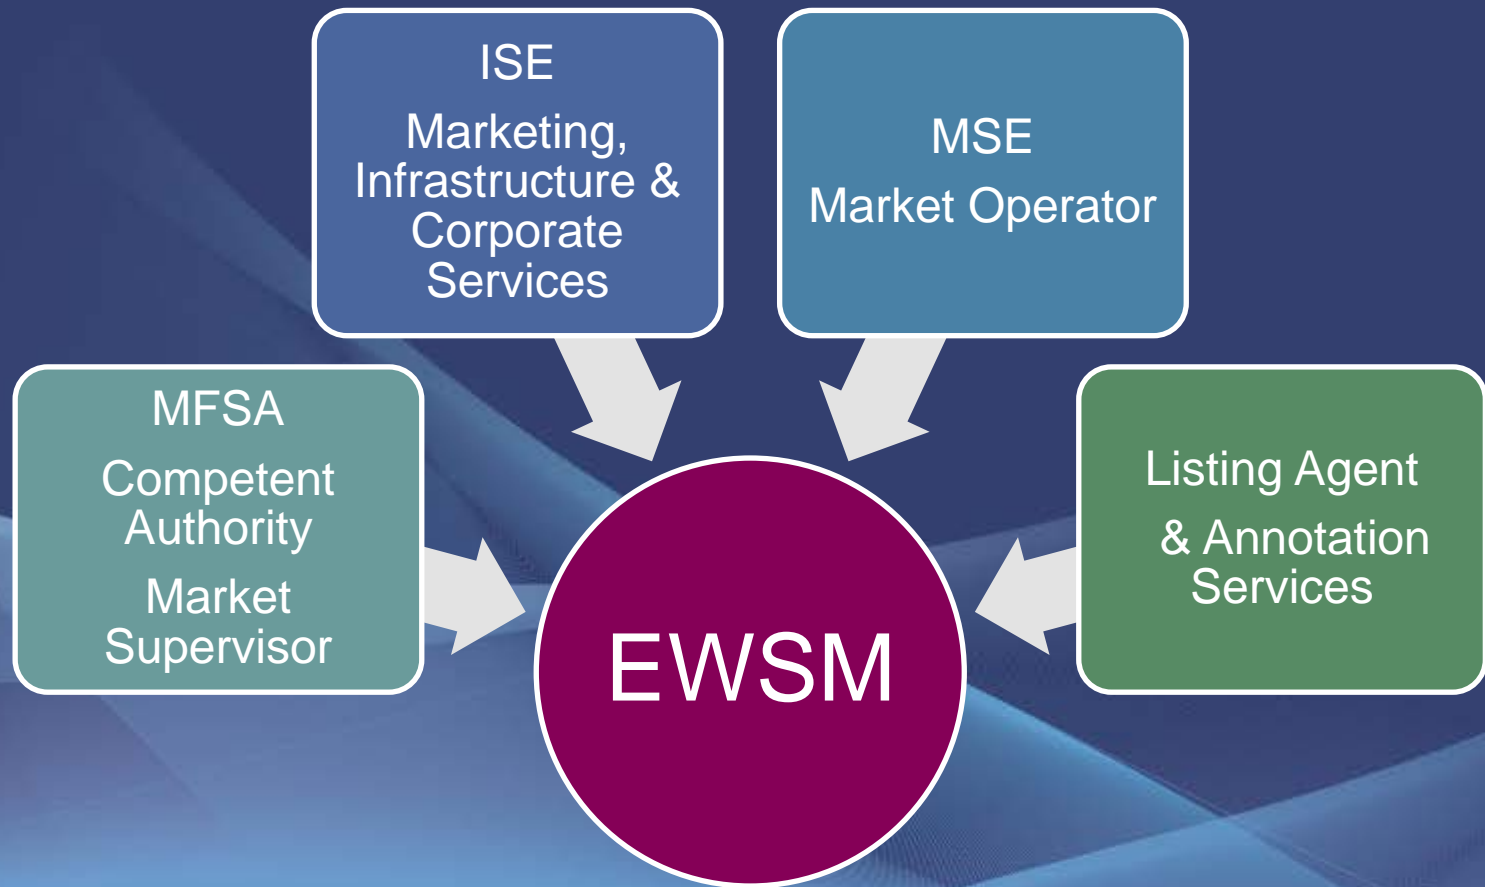 ISE
Marketing,
Infrastructure &
Corporate
Services
MSE
Market Operator
MFSA
Competent
Authority
Market
Supervisor
Listing Agent
& Annotation
Services
EWSM